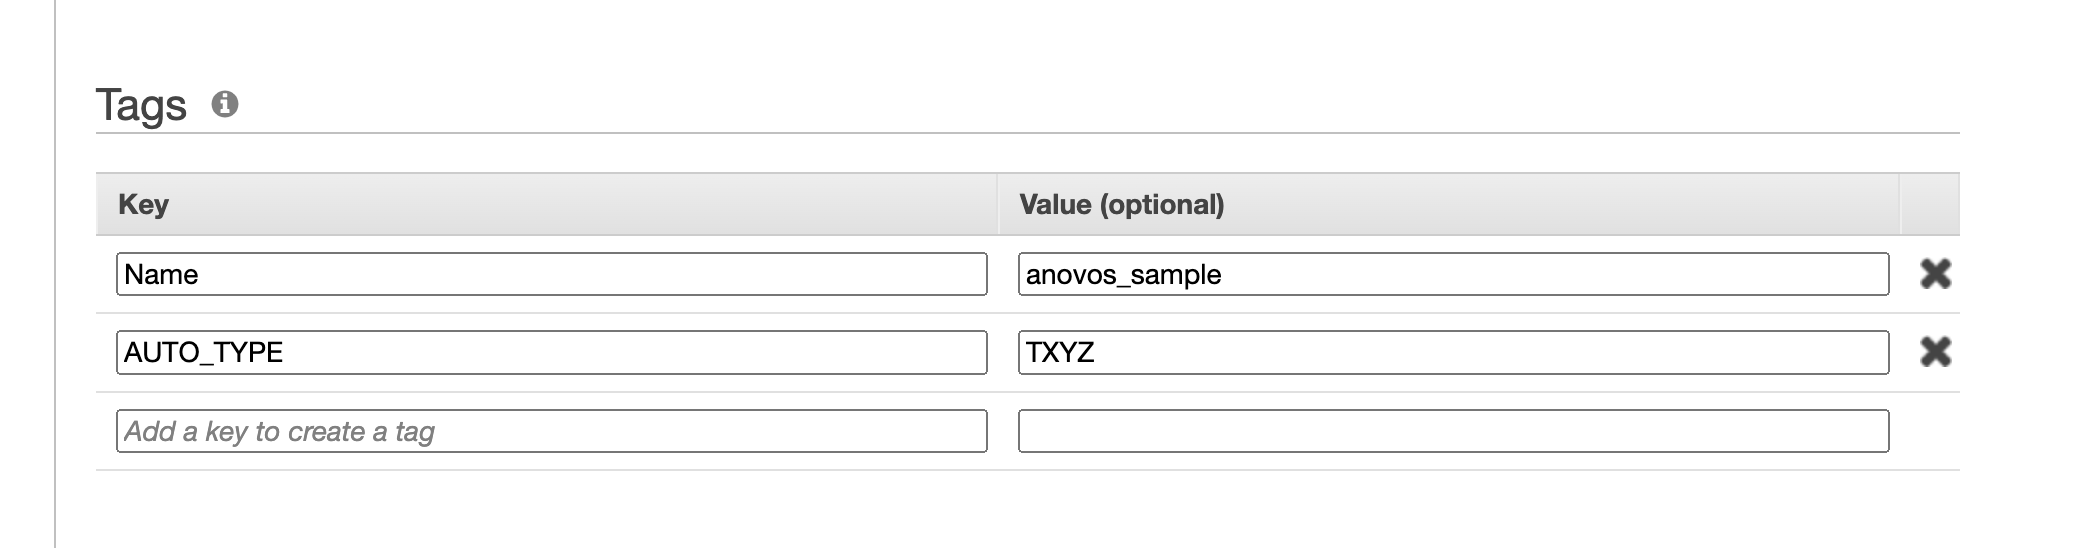 Tags
Key Value (optional)
Name anovos_sample
AUTO_TYPE TXYZ
Add a key to create a tag